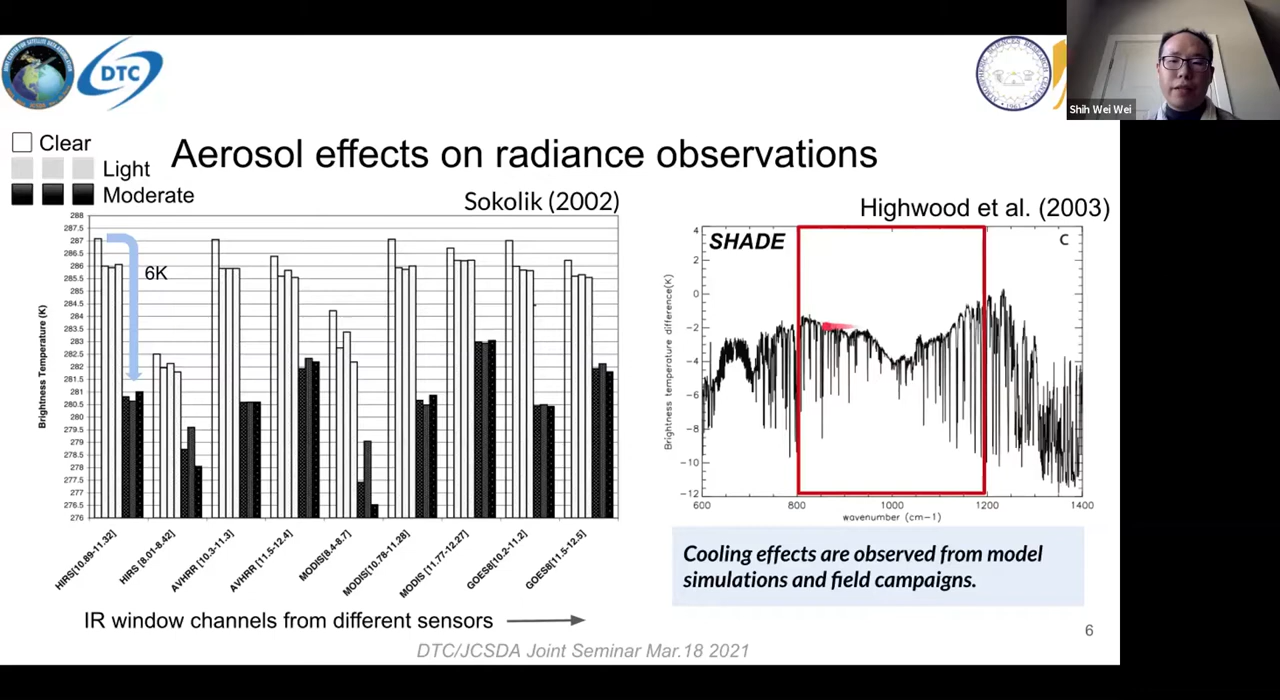 DTC
Shih Wei Wei
Clear
Light
Moderate
Aerosol effects on radiance observations
Sokolik (2002)
288
287.5
287
286.5
286
285.5
285
284.5
284
283.5
283
282.5
282
281.5
281
280.5
280
279.5
279
278.5
278
277.5
277
276.5
276
Brightness Temperature (K)
6K
HIRS[10.89-11.32]
HIRS [8.01-8.42]
AVHRR [10.3-11.3]
AVHRR [11.5-12.4]
MODIS[8.4-8.7]
MODIS[10.78-11.28]
MODIS [11.77-12.27]
GOES8[10.2-11.2]
GOES8[11.5-12.5]
IR window channels from different sensors
Highwood et al. (2003)
SHADE
C
4
2
0
-2
-4
-6
-8
-10
-12
Brightness temperature difference(K)
600
800
1000
1200
1400
wavenumber (cm-1)
Cooling effects are observed from model
simulations and field campaigns.
6
DTC/JCSDA Joint Seminar Mar.18 2021